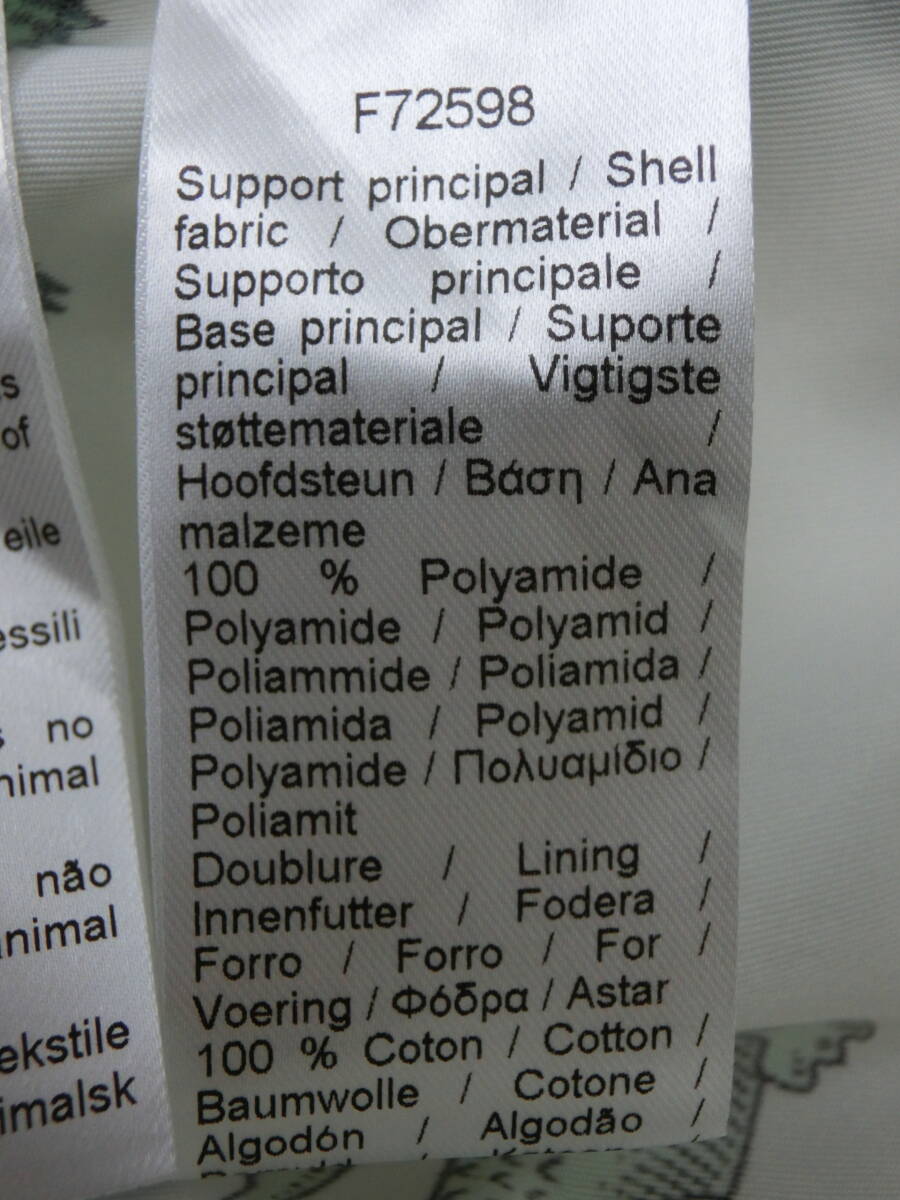 F72598
Support principal / Shell
fabric / Obermaterial /
Supporto principale /
Base principal / Suporte
principal / Vigtigste
støttemateriale /
Hoofdsteun / Βάση / Ana
malzeme
100 % Polyamide /
Polyamide / Polyamid /
Poliammide / Poliamida /
Poliamida / Polyamid /
Polyamide / Πολυαμίδιο /
Poliamit
Doublure / Lining /
Innenfutter / Fodera /
Forro / Forro / For /
Voering / Φόδρα / Astar
100 % Coton / Cotton /
Baumwolle / Cotone /
Algodón / Algodão /
of
eile
essili
no
nimal
não
nimal
ekstile
imalsk